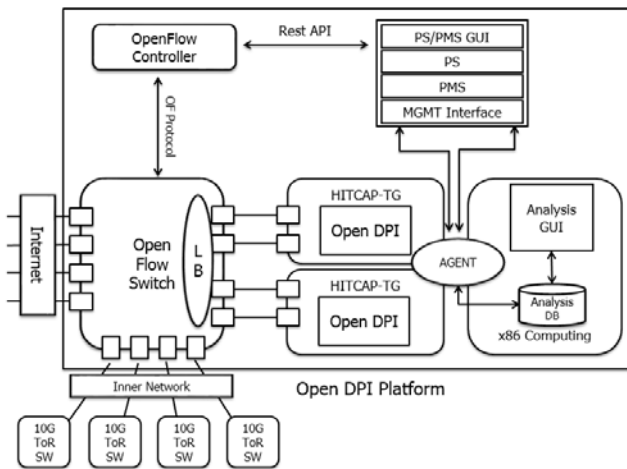 OpenFlow
Controller
Rest API
PS/PMS GUI
PS
PMS
MGMT Interface
OF Protocol
Internet
Open
Flow
Switch
L
B
HITCAP-TG
Open DPI
HITCAP-TG
Open DPI
AGENT
Analysis
GUI
Analysis
DB
x86 Computing
Inner Network
Open DPI Platform
10G
ToR
SW
10G
ToR
SW
10G
ToR
SW
10G
ToR
SW